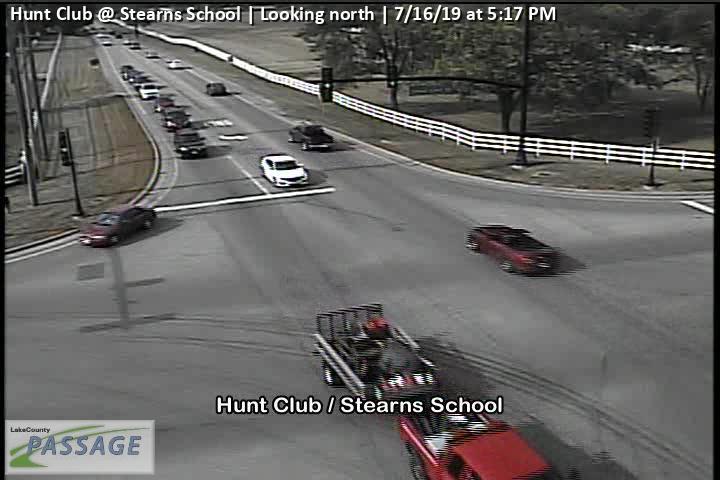 Hunt Club @ Stearns School | Looking north | 7/16/19 at 5:17 PM
Hunt Club / Stearns School
LakeCounty
PASSAGE